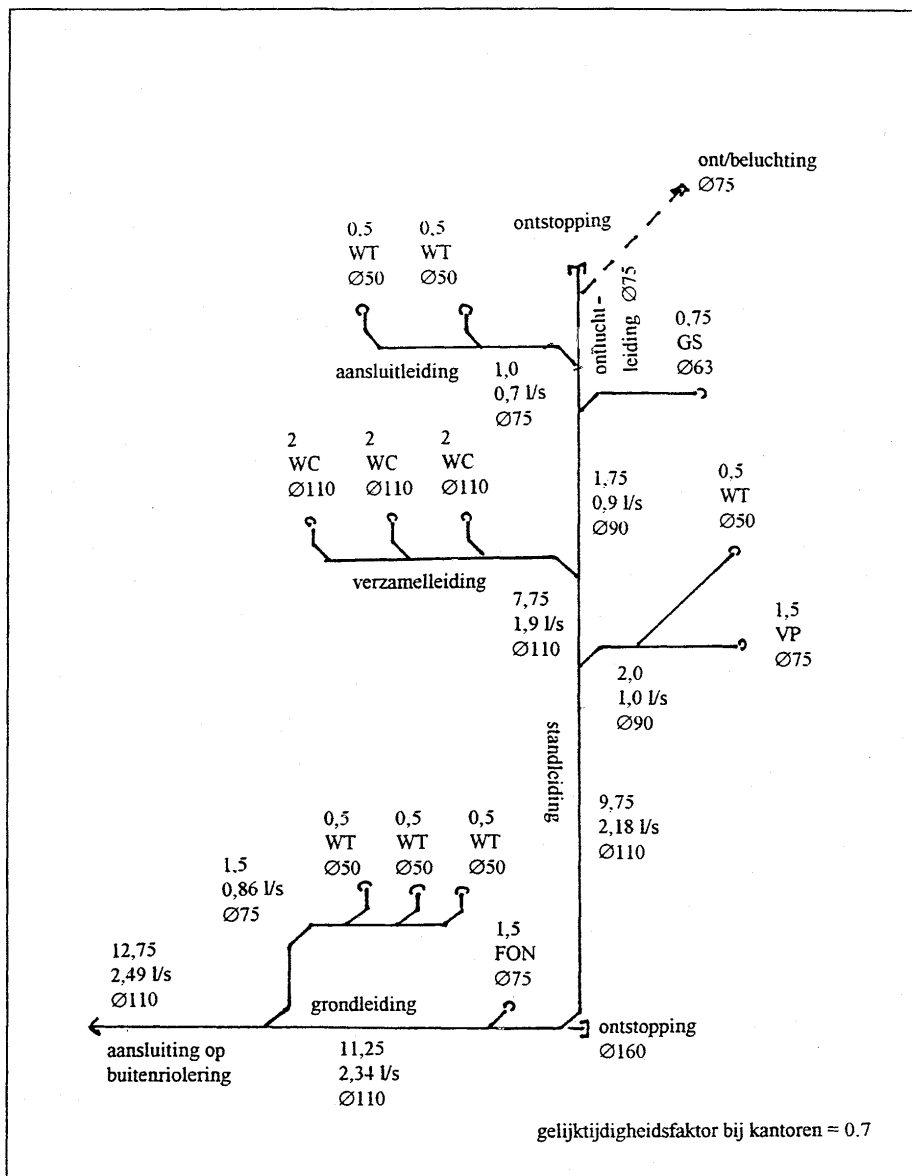 ont/beluchting
Ø75
ontstopping
0.5
WT
Ø50
0.5
WT
Ø50
ontlucht-
leiding Ø75
0,75
GS
Ø63
aansluitleiding
1,0
0,7 l/s
Ø75
2
WC
Ø110
2
WC
Ø110
2
WC
Ø110
1,75
0,9 l/s
Ø90
0,5
WT
Ø50
verzamelleiding
7,75
1,9 l/s
Ø110
1,5
VP
Ø75
2,0
1,0 l/s
Ø90
standleiding
9,75
2,18 l/s
Ø110
0,5
WT
Ø50
0,5
WT
Ø50
0,5
WT
Ø50
1,5
0,86 l/s
Ø75
1,5
FON
Ø75
12,75
2,49 l/s
Ø110
grondleiding
ontstopping
Ø160
aansluiting op
buitenriolering
11,25
2,34 l/s
Ø110
gelijktijdigheidsfaktor bij kantoren = 0.7